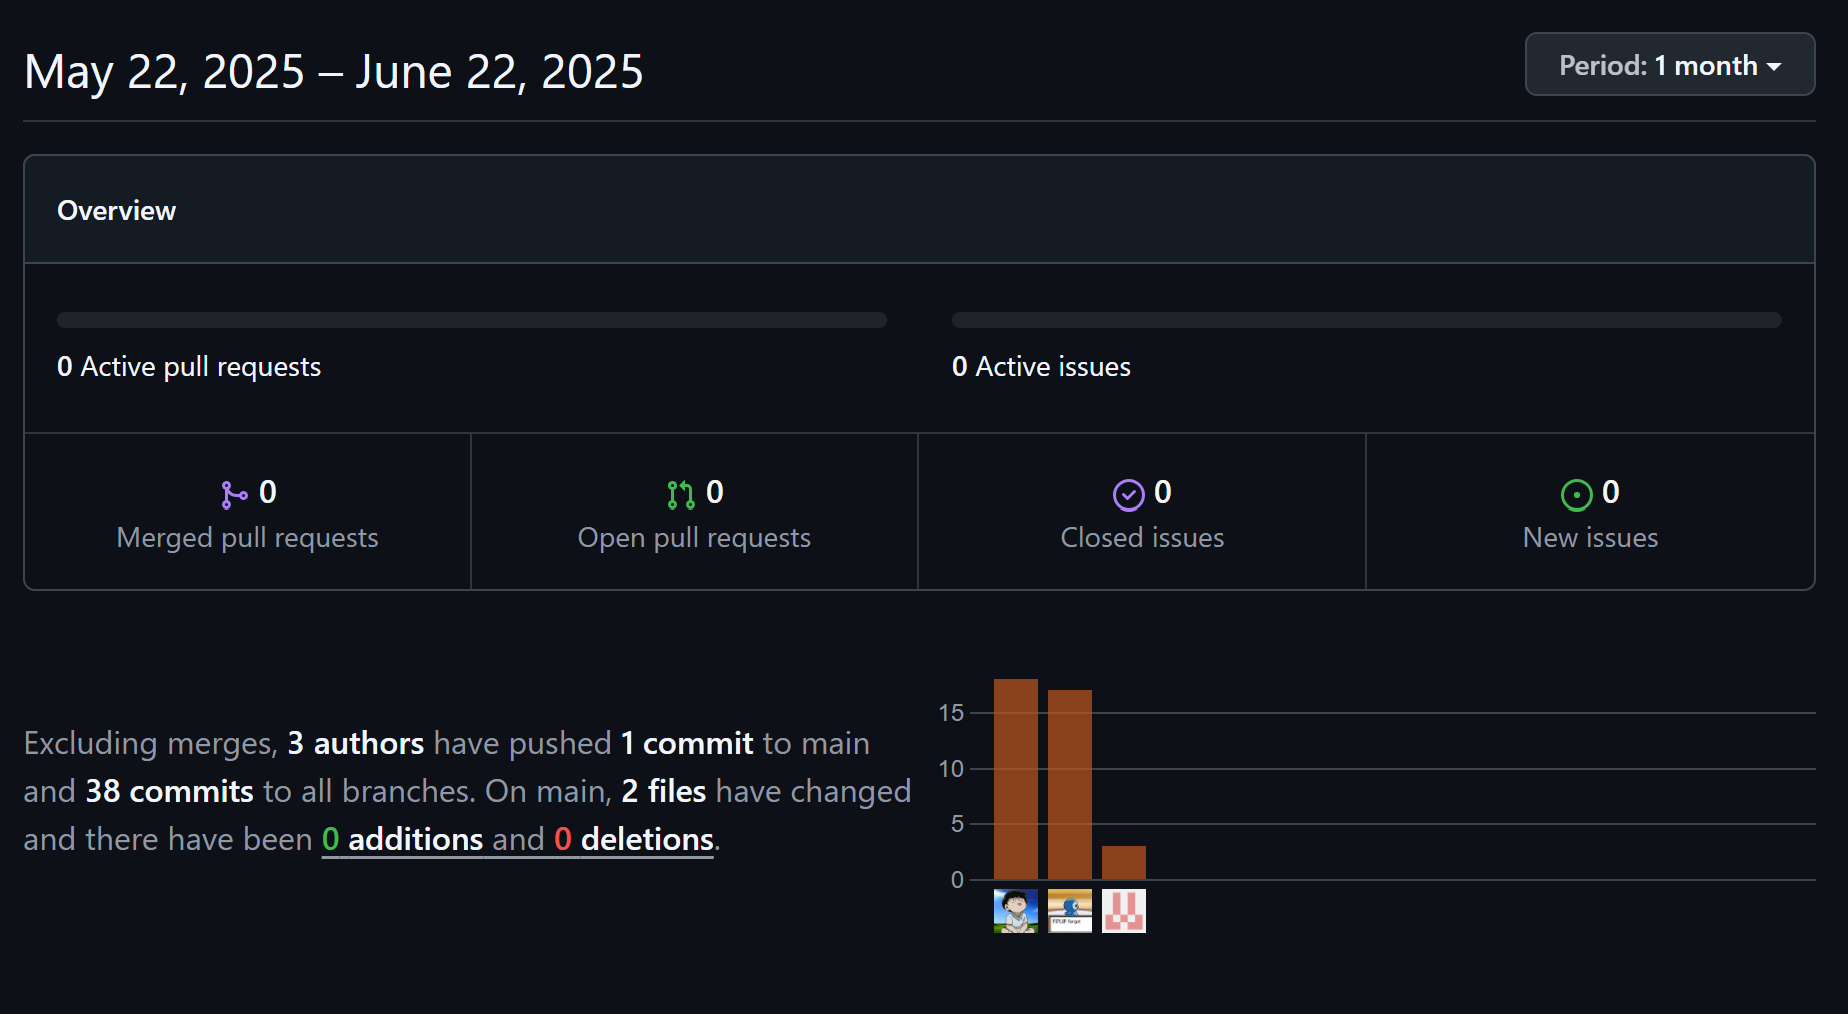 May 22, 2025 – June 22, 2025
Period: 1 month
Overview
0 Active pull requests
0 Active issues
0
Merged pull requests
0
Open pull requests
0
Closed issues
0
New issues
Excluding merges, 3 authors have pushed 1 commit to main
and 38 commits to all branches. On main, 2 files have changed
and there have been 0 additions and 0 deletions.
15
10
5
0